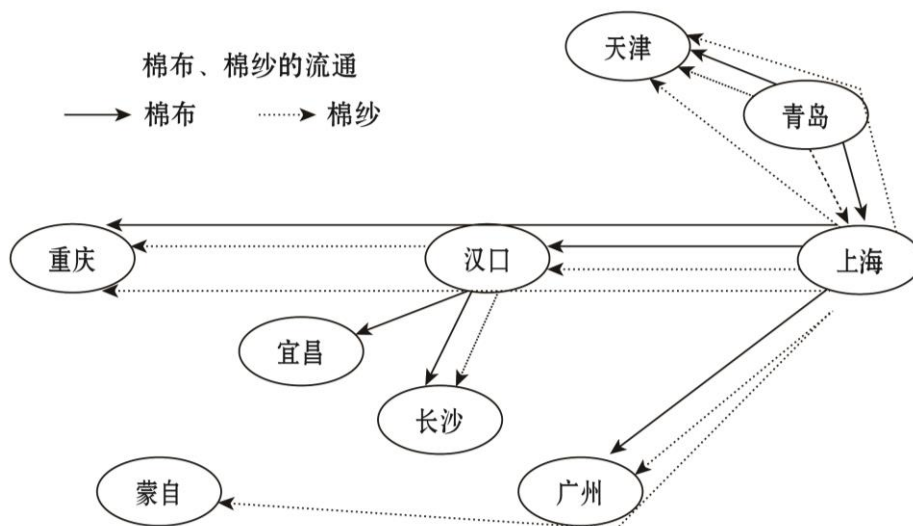 天津
棉布、棉纱的流通
棉布 棉纱
青岛
重庆
汉口
上海
宜昌
长沙
蒙自
广州